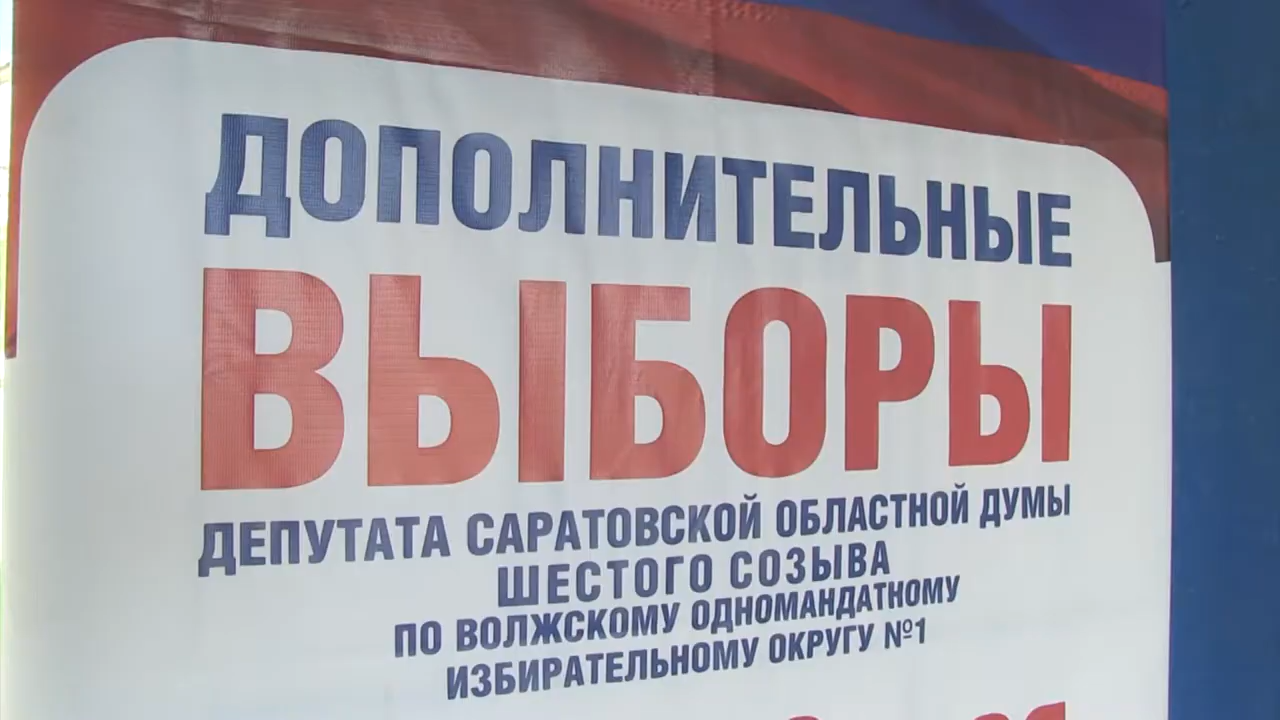 ДОПОЛНИТЕЛЬНЫЕ
ВЫБОРЫ
ДЕПУТАТА САРАТОВСКОЙ ОБЛАСТНОЙ ДУМЫ
ШЕСТОГО СОЗЫВА
ПО ВОЛЖСКОМУ ОДНОМАНДАТНОМУ
ИЗБИРАТЕЛЬНОМУ ОКРУГУ №1